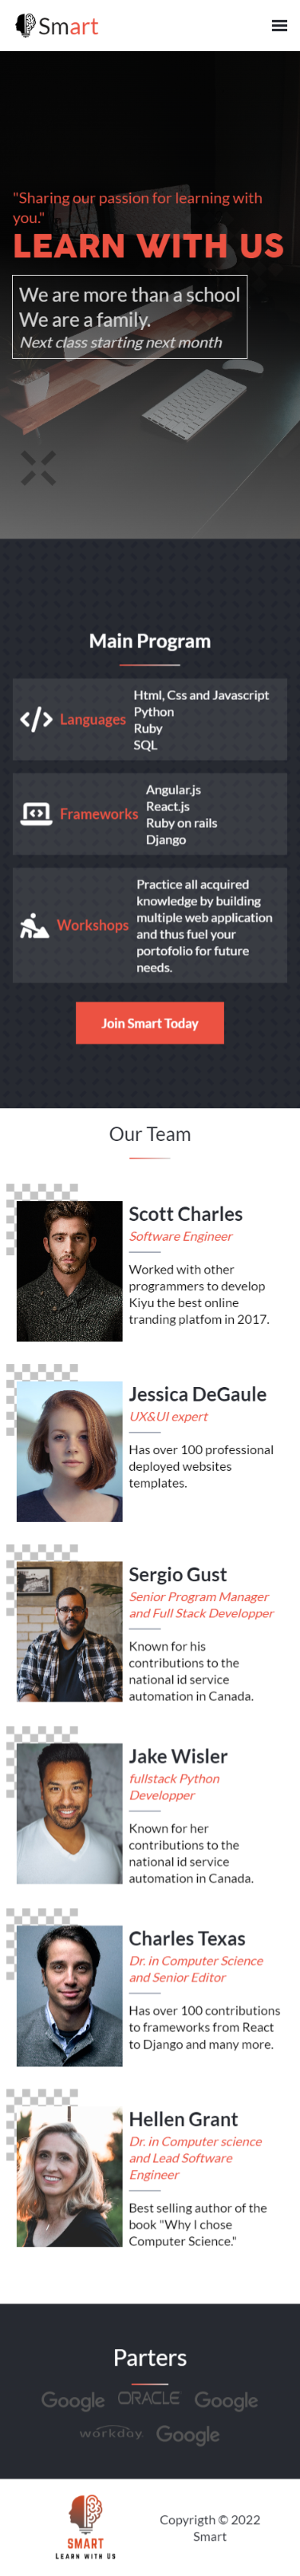 Smart
"Sharing our passion for learning with
you."
LEARN WITH US
We are more than a school
We are a family.
Next class starting next month
Main Program
Languages
Html, Css and Javascript
Python
Ruby
SQL
Frameworks
Angular.js
React.js
Ruby on rails
Django
Workshops
Practice all acquired
knowledge by building
multiple web application
and thus fuel your
portofolio for future
needs.
Join Smart Today
Our Team
Scott Charles
Software Engineer
Worked with other
programmers to develop
Kiyu the best online
tranding platfom in 2017.
Jessica DeGaule
UX&UI expert
Has over 100 professional
deployed websites
templates.
Sergio Gust
Senior Program Manager
and Full Stack Developper
Known for his
contributions to the
national id service
automation in Canada.
Jake Wisler
fullstack Python
Developper
Known for her
contributions to the
national id service
automation in Canada.
Charles Texas
Dr. in Computer Science
and Senior Editor
Has over 100 contributions
to frameworks from React
to Django and many more.
Hellen Grant
Dr. in Computer science
and Lead Software
Engineer
Best selling author of the
book "Why I chose
Computer Science."
Parters
Google ORACLE Google
workday. Google
SMART
LEARN WITH US
Copyrigth © 2022
Smart